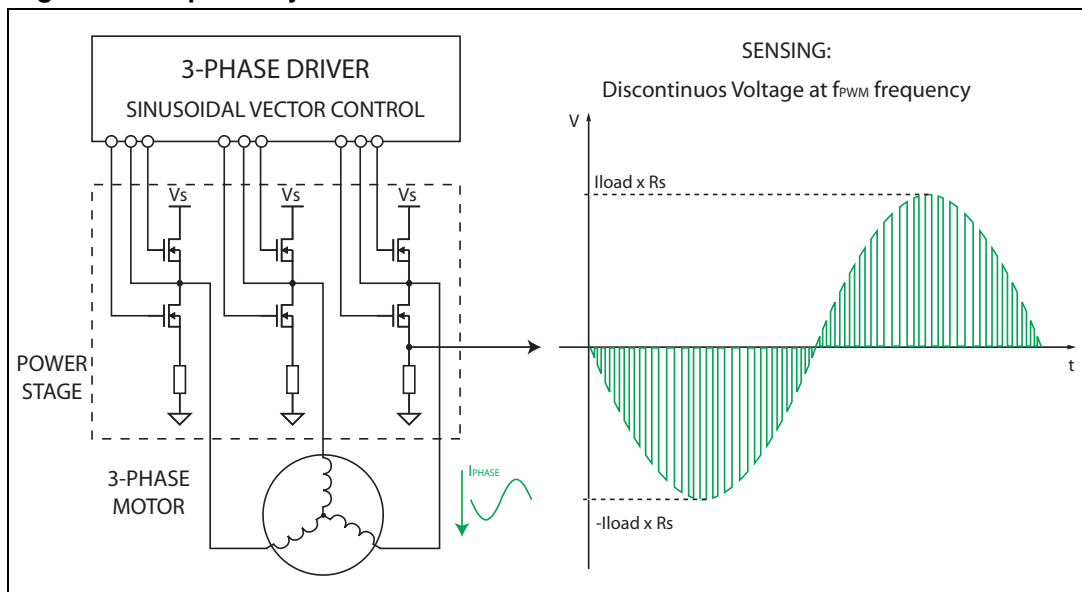 3-PHASE DRIVER
SINUSOIDAL VECTOR CONTROL
Vs
Vs
Vs
POWER
STAGE
3-PHASE
MOTOR
IPHASE
SENSING:
Discontinuos Voltage at fPWM frequency
V
Iload x Rs
t
-Iload x Rs